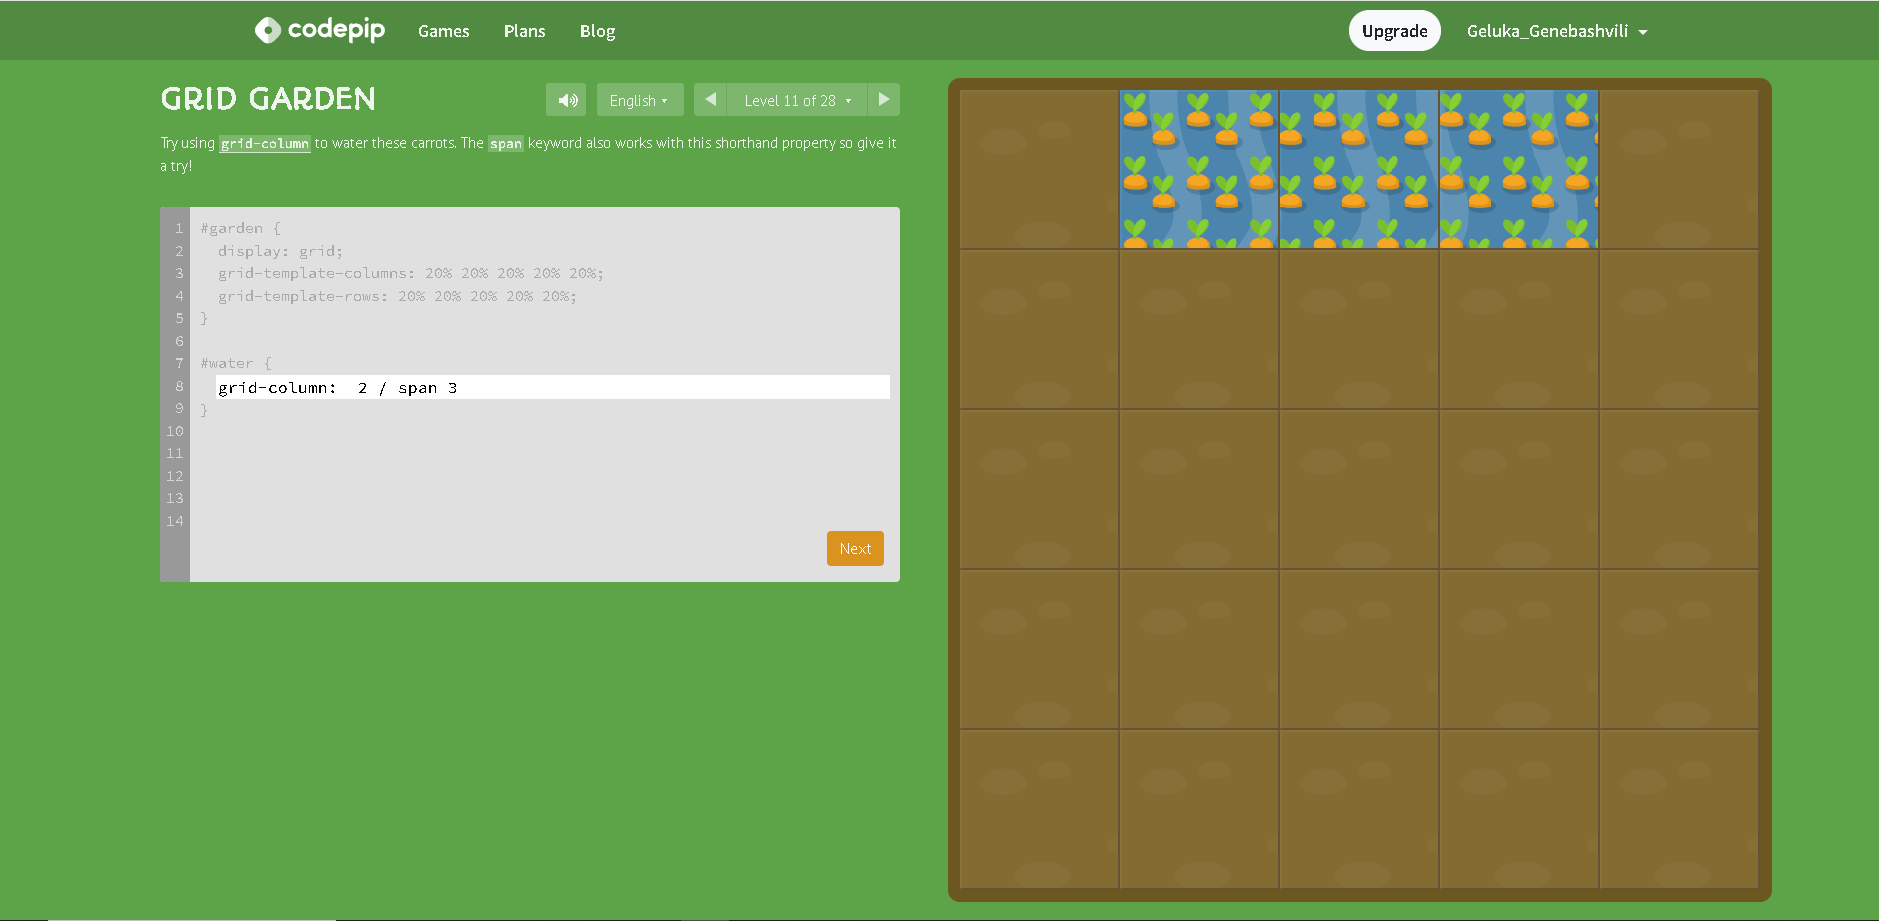 codepip Games Plans Blog Upgrade Geluka_Genebashvili
GRID GARDEN English Level 11 of 28
Try using grid-column to water these carrots. The span keyword also works with this shorthand property so give it
a try!
1 #garden {
2 display: grid;
3 grid-template-columns: 20% 20% 20% 20% 20%;
4 grid-template-rows: 20% 20% 20% 20% 20%;
5 }
6
7 #water {
8 grid-column:  2 / span 3
9 }
10
11
12
13
14
Next